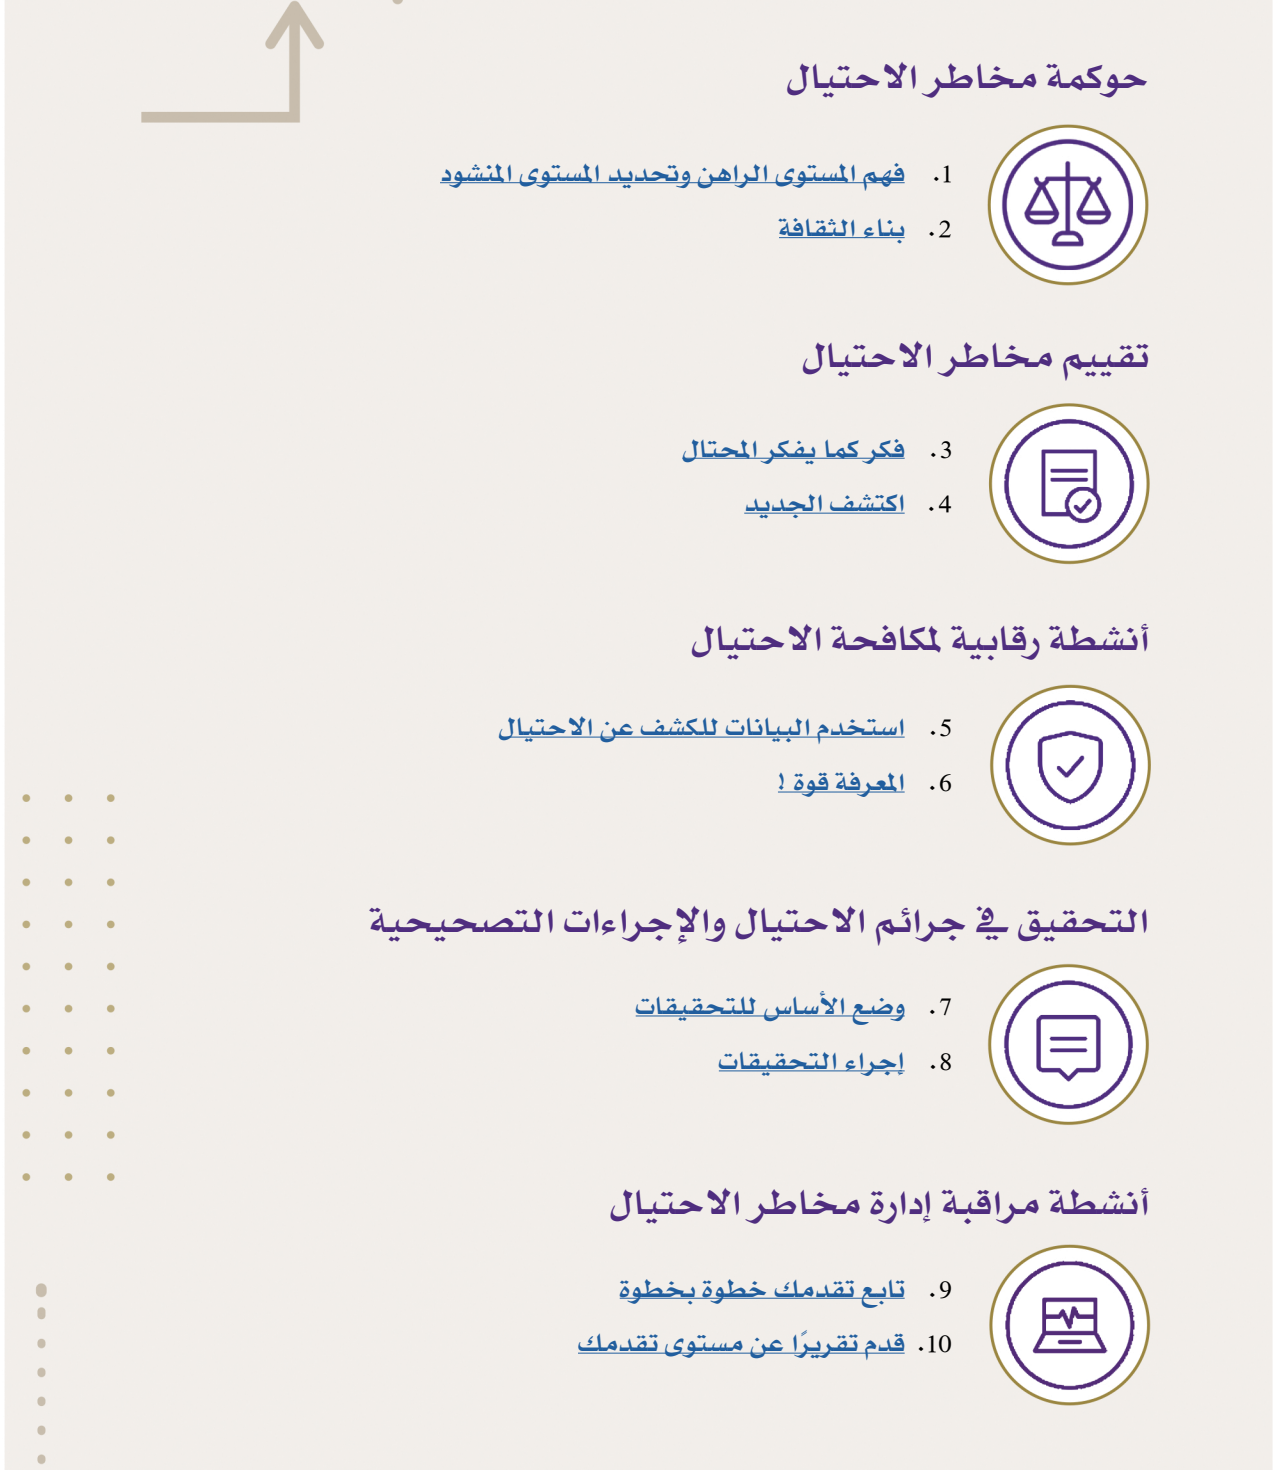 حوكمة مخاطر الاحتيال
1. فهم المستوى الراهن وتحديد المستوى المنشود
2. بناء الثقافة
تقييم مخاطر الاحتيال
3. فكر كما يفكر المحتال
4. اكتشف الجديد
أنشطة رقابية لمكافحة الاحتيال
5. استخدم البيانات للكشف عن الاحتيال
6. المعرفة قوة !
التحقيق في جرائم الاحتيال والإجراءات التصحيحية
7. وضع الأساس للتحقيقات
8. إجراء التحقيقات
أنشطة مراقبة إدارة مخاطر الاحتيال
9. تابع تقدمك خطوة بخطوة
10. قدم تقريرًا عن مستوى تقدمك